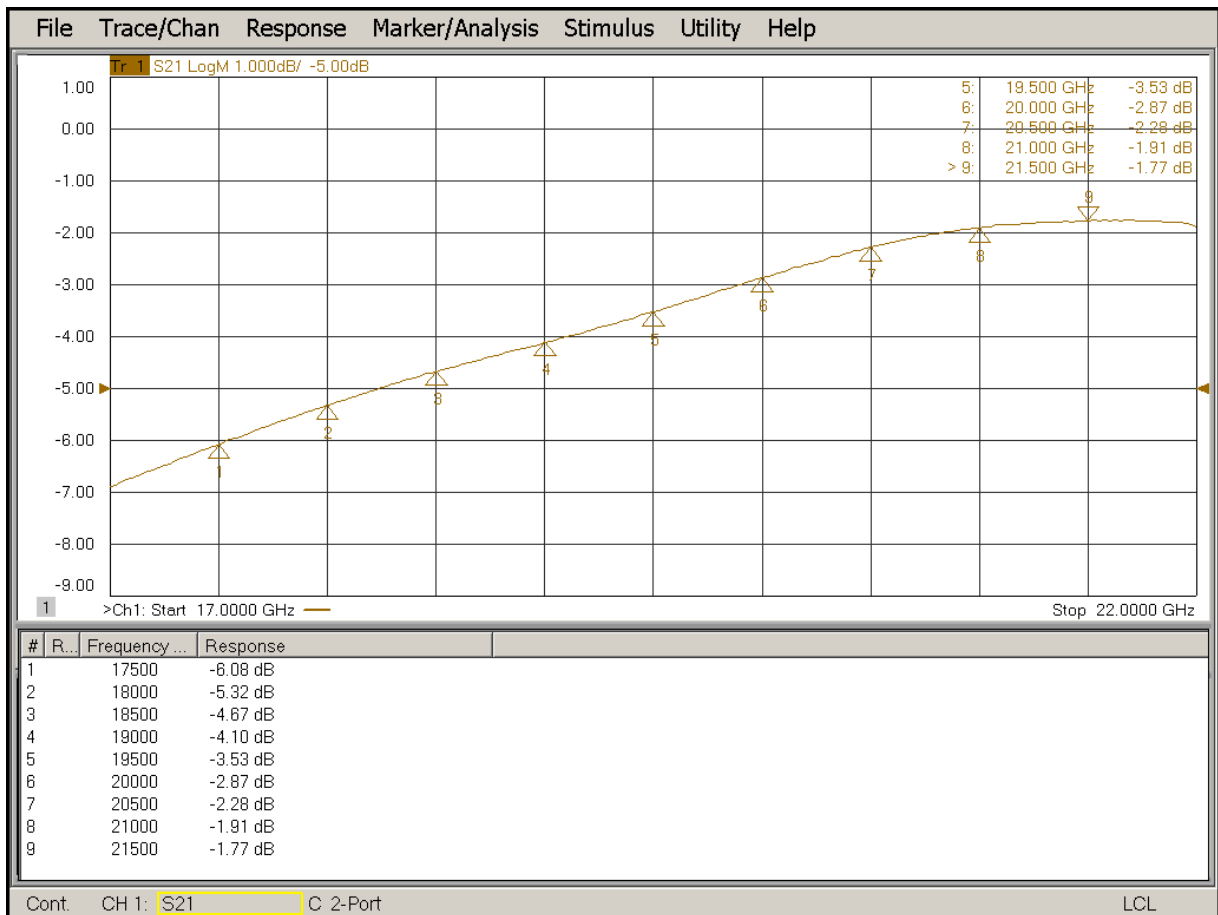 File Trace/Chan Response Marker/Analysis Stimulus Utility Help
Tr 1 S21 LogM 1.000dB/ -5.00dB
1.00
0.00
-1.00
-2.00
-3.00
-4.00
-5.00
-6.00
-7.00
-8.00
-9.00
5: 19.500 GHz -3.53 dB
6: 20.000 GHz -2.87 dB
7: 20.500 GHz -2.28 dB
8: 21.000 GHz -1.91 dB
> 9: 21.500 GHz -1.77 dB
1
2
3
4
5
6
7
8
9
1 >Ch1: Start 17.0000 GHz Stop 22.0000 GHz
# R... Frequency ... Response
1 17500 -6.08 dB
2 18000 -5.32 dB
3 18500 -4.67 dB
4 19000 -4.10 dB
5 19500 -3.53 dB
6 20000 -2.87 dB
7 20500 -2.28 dB
8 21000 -1.91 dB
9 21500 -1.77 dB
Cont. CH 1: S21 C 2-Port LCL